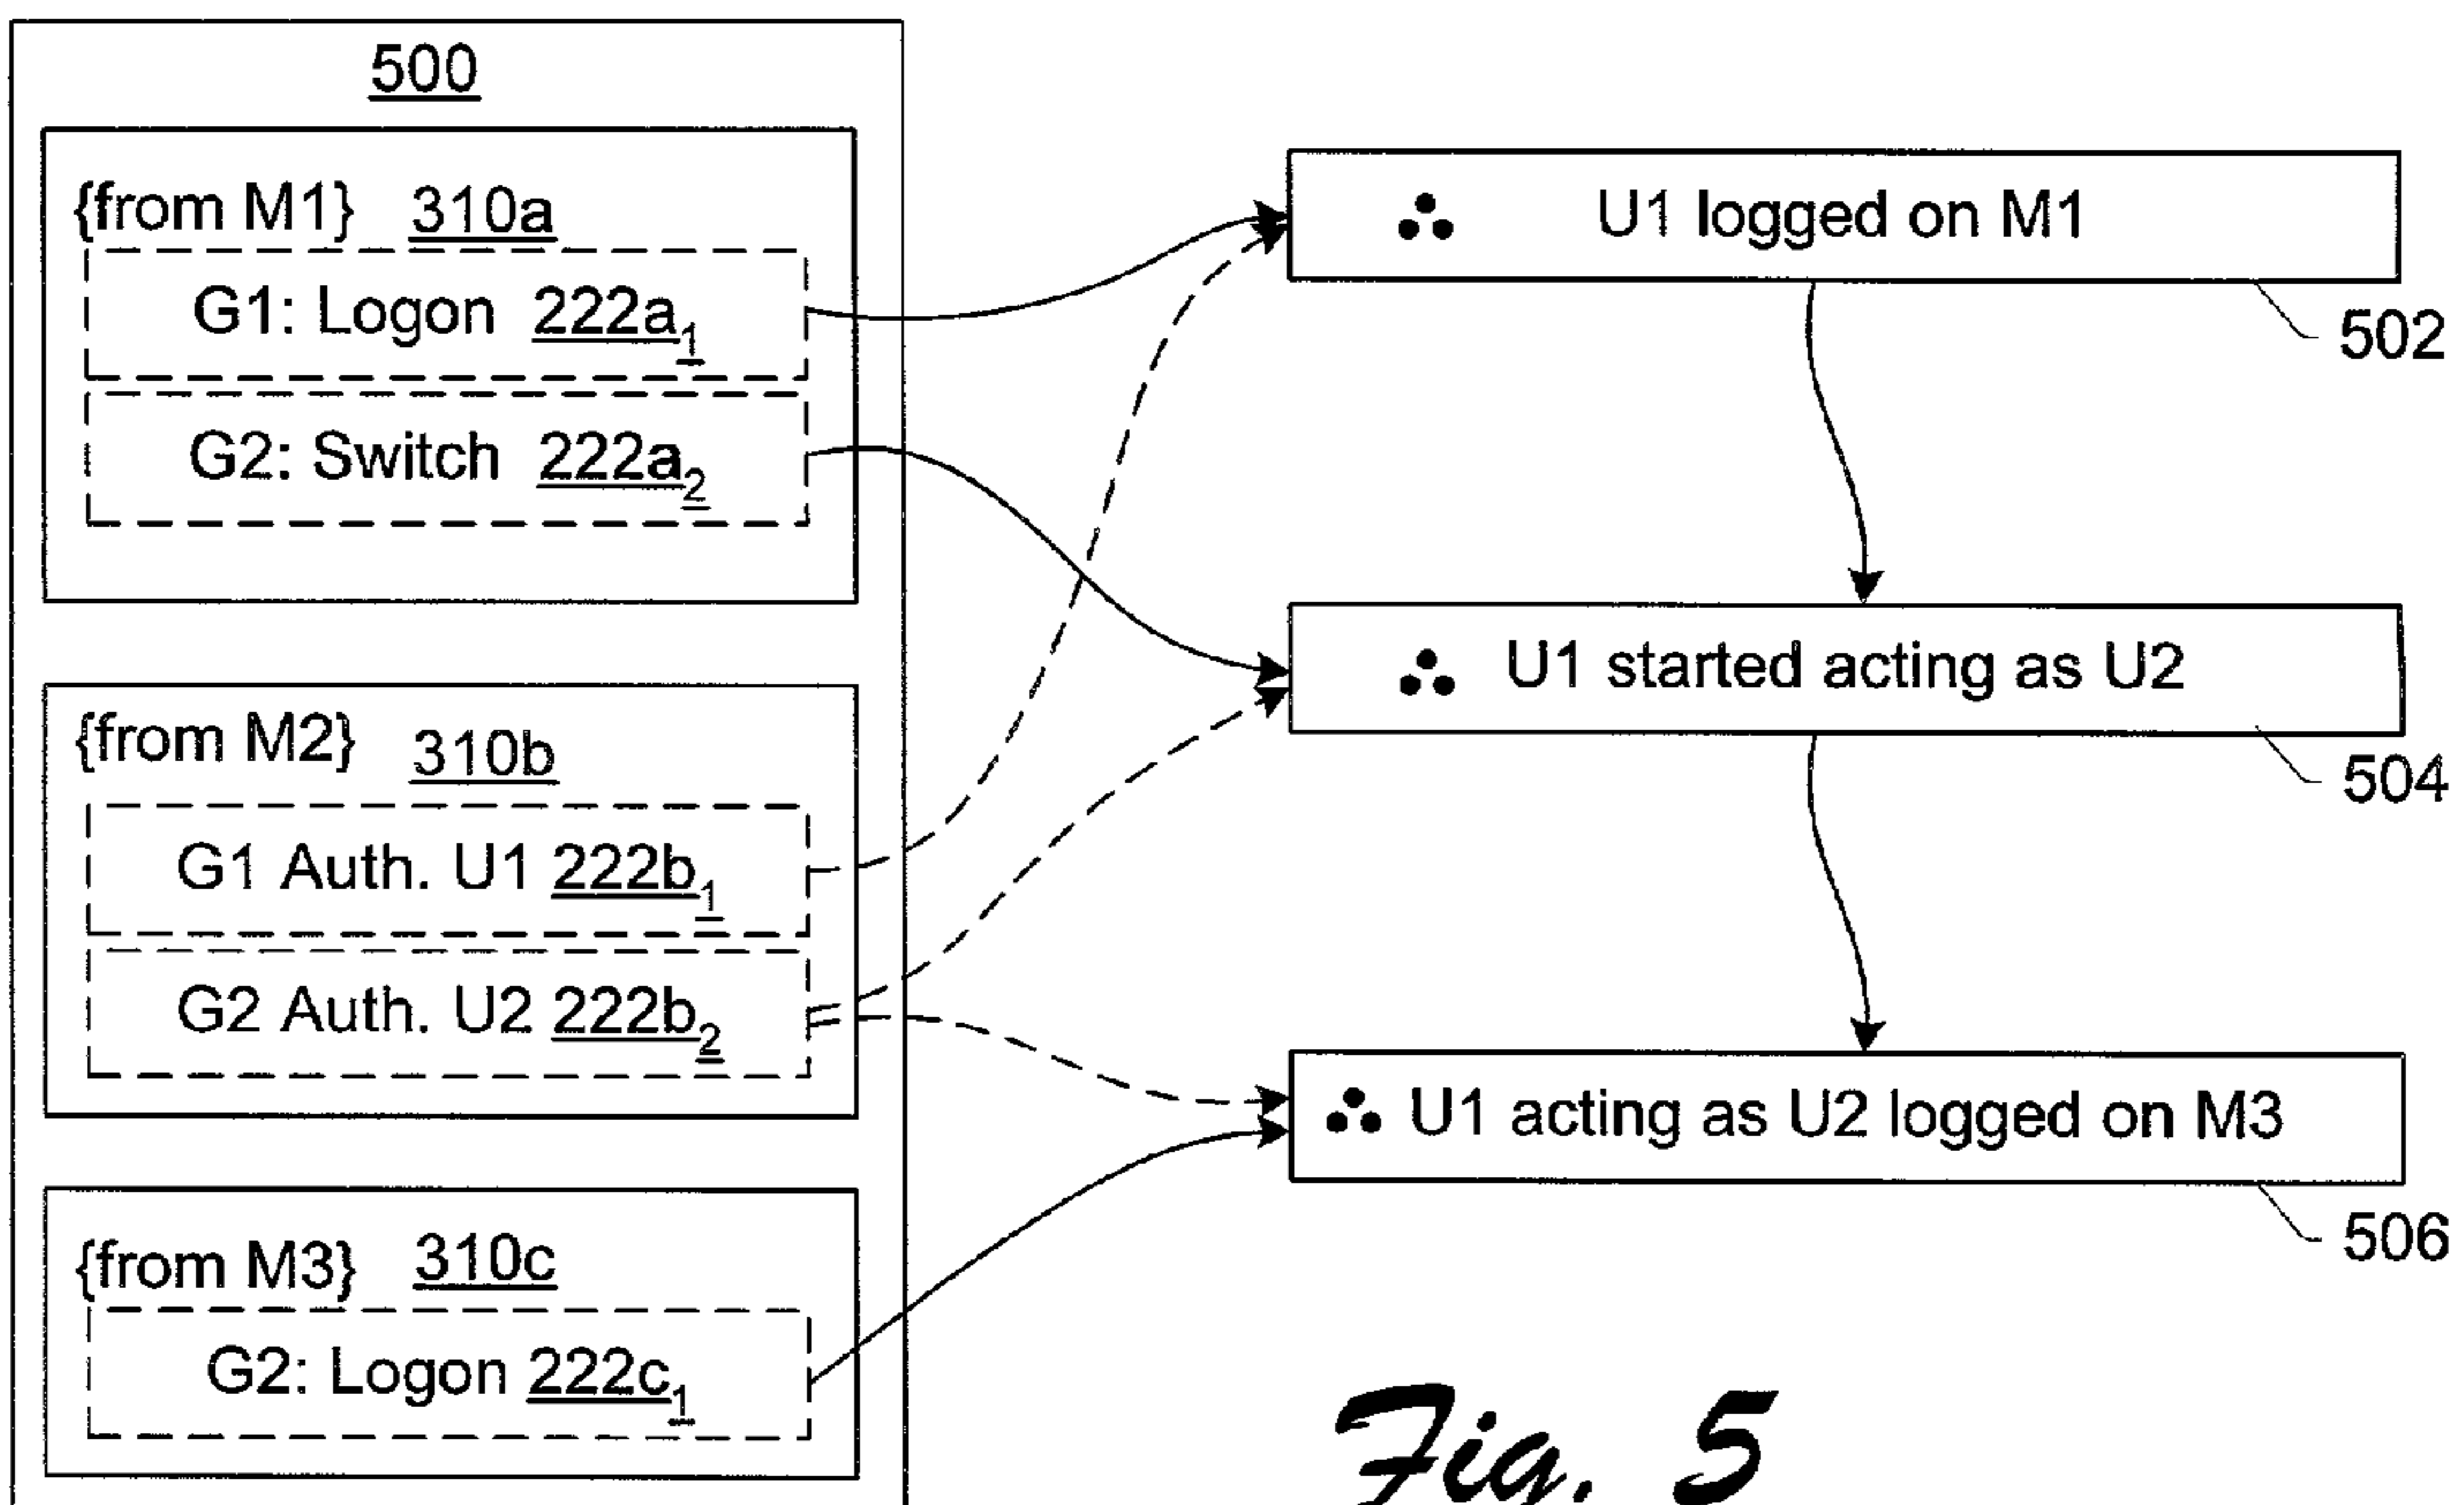 500
{from M1} 310a
G1: Logon 222a1
G2: Switch 222a2
{from M2} 310b
G1 Auth. U1 222b1
G2 Auth. U2 222b2
{from M3} 310c
G2: Logon 222c1
∴ U1 logged on M1
502
∴ U1 started acting as U2
504
∴ U1 acting as U2 logged on M3
506
Fig. 5